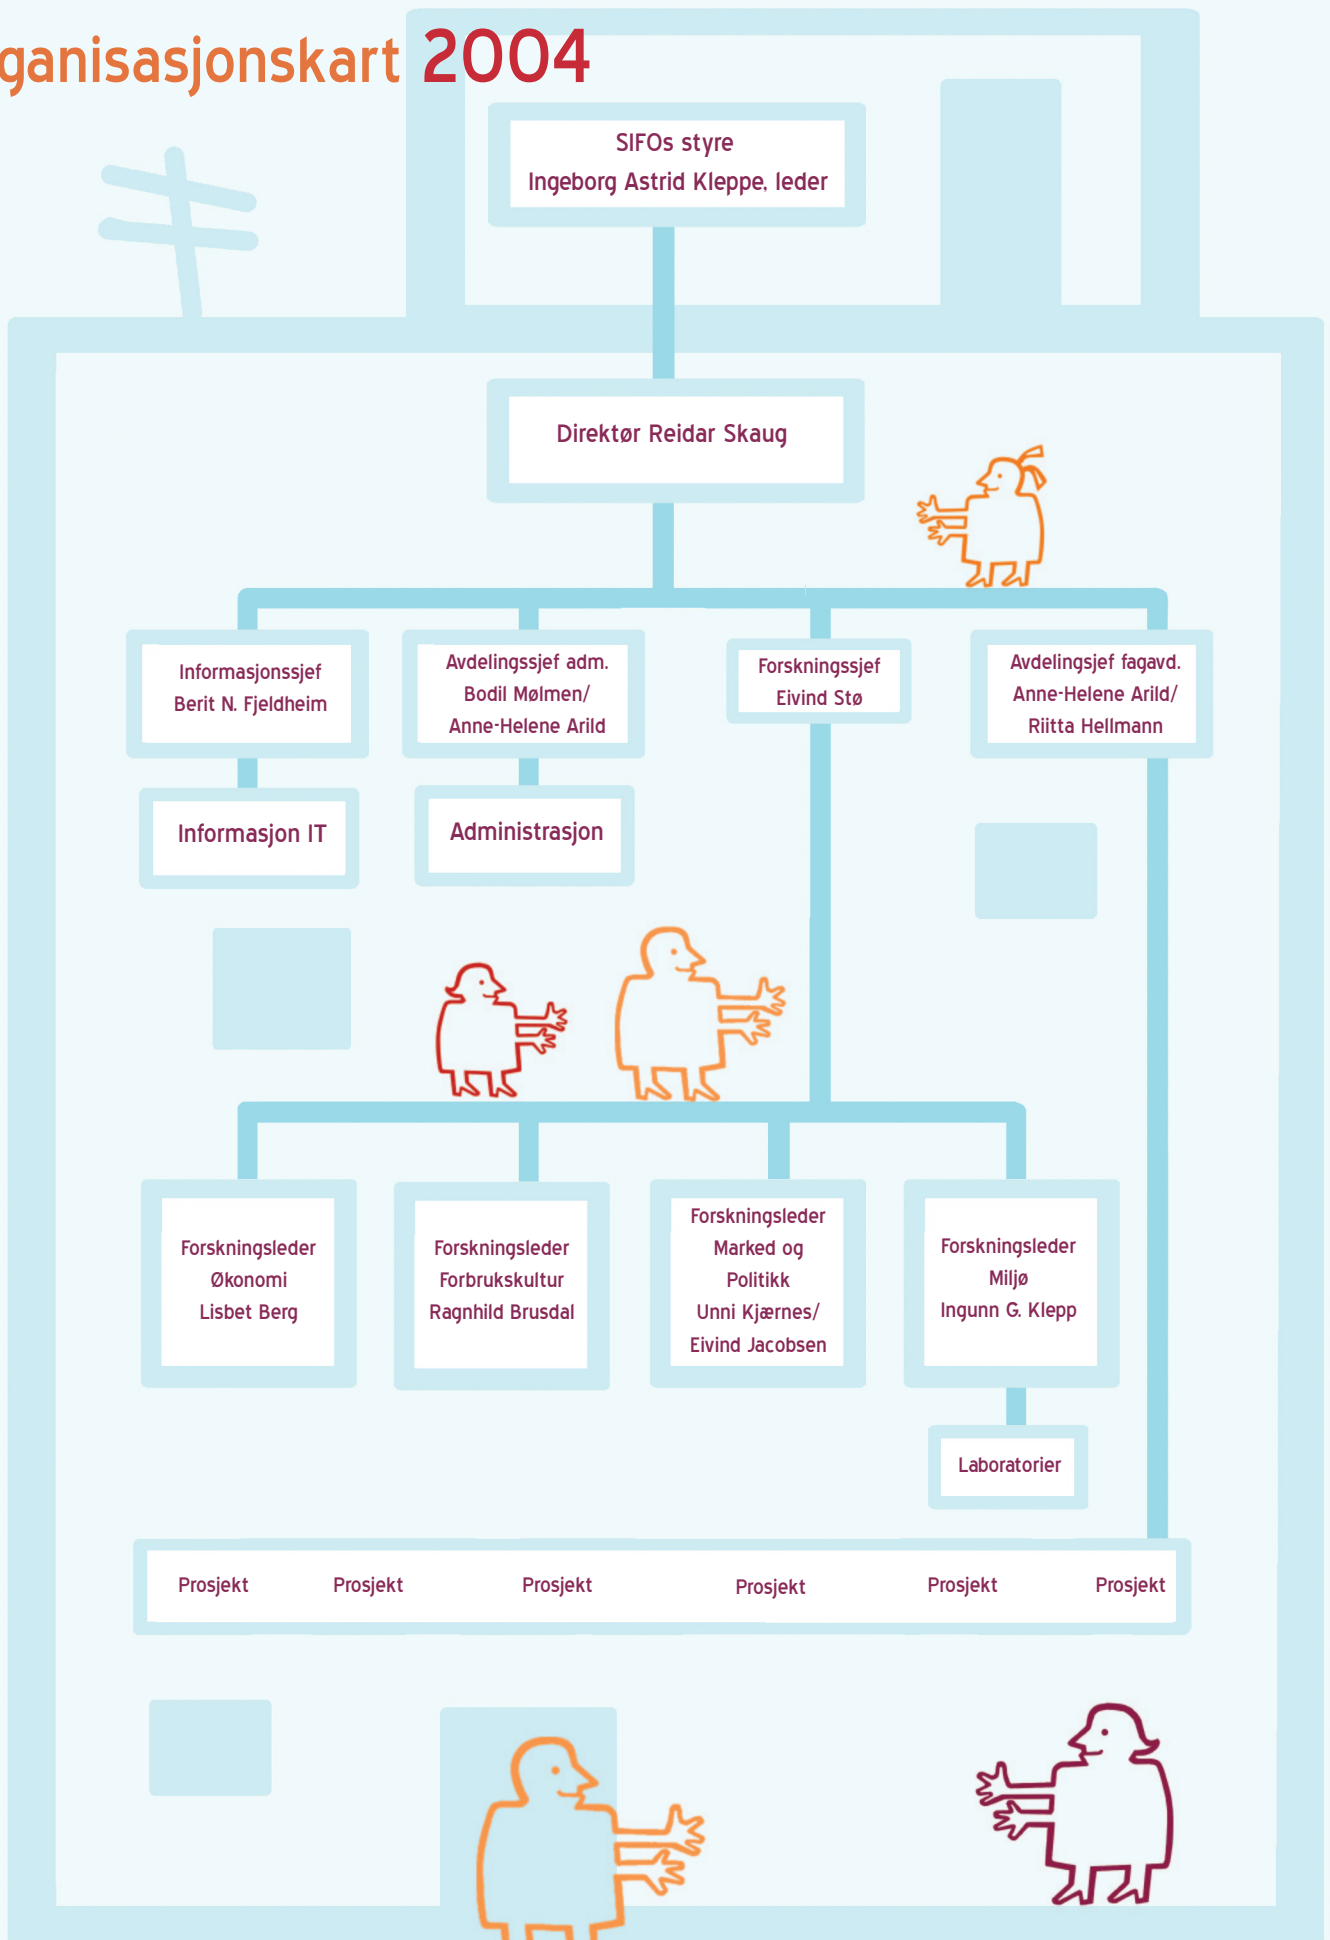 ganisasjonskart 2004
SIFOs styre
Ingeborg Astrid Kleppe, leder
Direktør Reidar Skaug
Informasjonssjef
Berit N. Fjeldheim
Avdelingssjef adm.
Bodil Mølmen/
Anne-Helene Arild
Forskningssjef
Eivind Stø
Avdelingsjef fagavd.
Anne-Helene Arild/
Riitta Hellmann
Informasjon IT
Administrasjon
Forskningsleder
Økonomi
Lisbet Berg
Forskningsleder
Forbrukskultur
Ragnhild Brusdal
Forskningsleder
Marked og
Politikk
Unni Kjærnes/
Eivind Jacobsen
Forskningsleder
Miljø
Ingunn G. Klepp
Laboratorier
Prosjekt Prosjekt Prosjekt Prosjekt Prosjekt Prosjekt